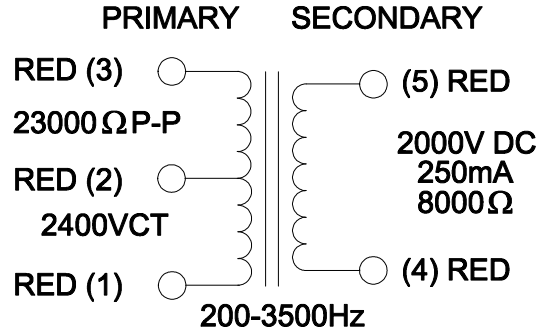 PRIMARY SECONDARY
RED (3)
(5) RED
23000Ω P-P
2000V DC
250mA
RED (2)
8000Ω
2400VCT
RED (1)
(4) RED
200-3500Hz